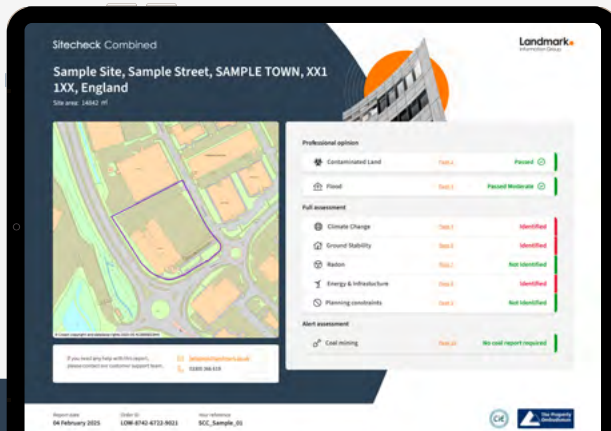 Sitecheck Combined
Landmark
Information Group
Sample Site, Sample Street, SAMPLE TOWN, XX1
1XX, England
Site area: 14842 m²
Professional opinion
Contaminated Land
Passed
Flood
Passed Moderate
Full assessment
Climate Change
Identified
Ground Stability
Identified
Radon
Not Identified
Energy & Infrastructure
Identified
Planning constraints
Not Identified
Alert assessment
Coal mining
No coal report required
If you need any help with this report,
please contact our customer support team.
Report date
04 February 2025
Order ID
LOW-8742-6722-9021
Your reference
SCC_Sample_01
The Property
Ombudsman